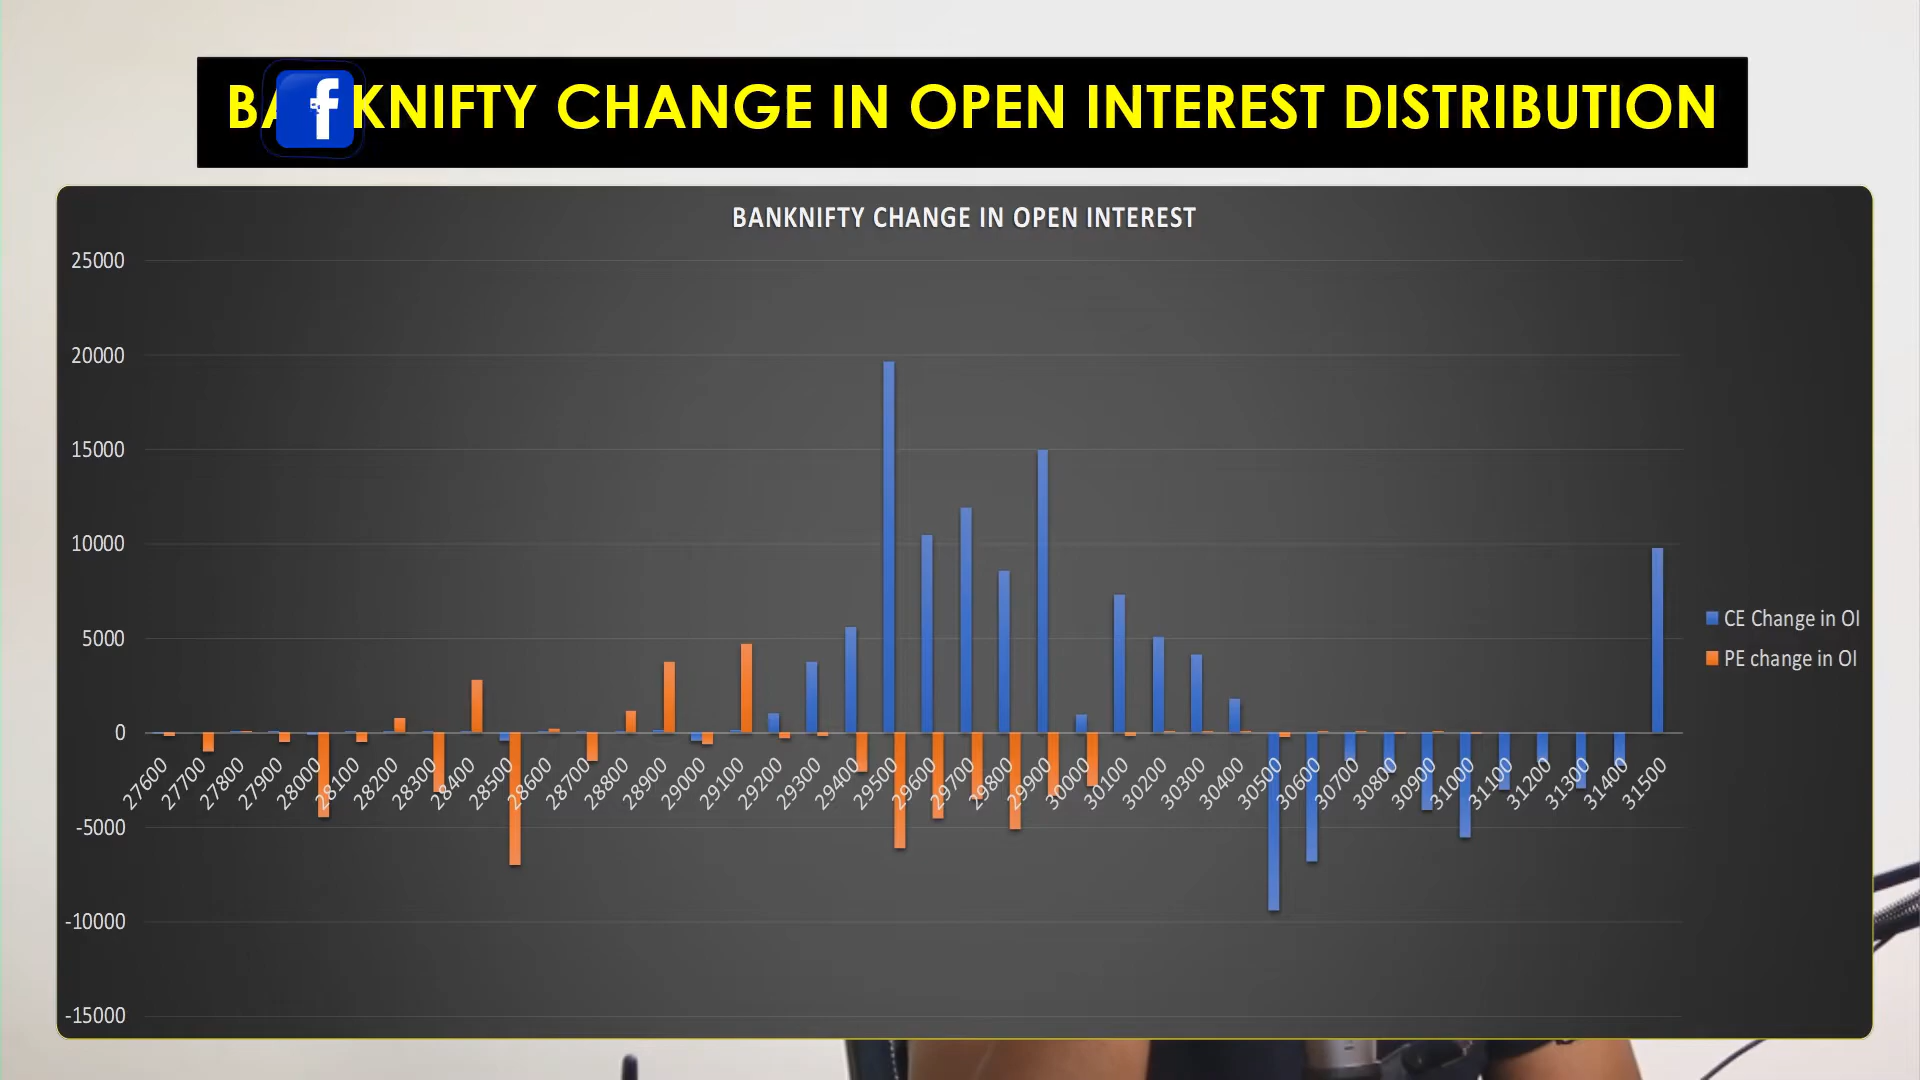 BANKNIFTY CHANGE IN OPEN INTEREST DISTRIBUTION
BANKNIFTY CHANGE IN OPEN INTEREST
25000
20000
15000
10000
5000
0
-5000
-10000
-15000
27600 27700 27800 27900 28000 28100 28200 28300 28400 28500 28600 28700 28800 28900 29000 29100 29200 29300 29400 29500 29600 29700 29800 29900 30000 30100 30200 30300 30400 30500 30600 30700 30800 30900 31000 31100 31200 31300 31400 31500
CE Change in OI
PE change in OI